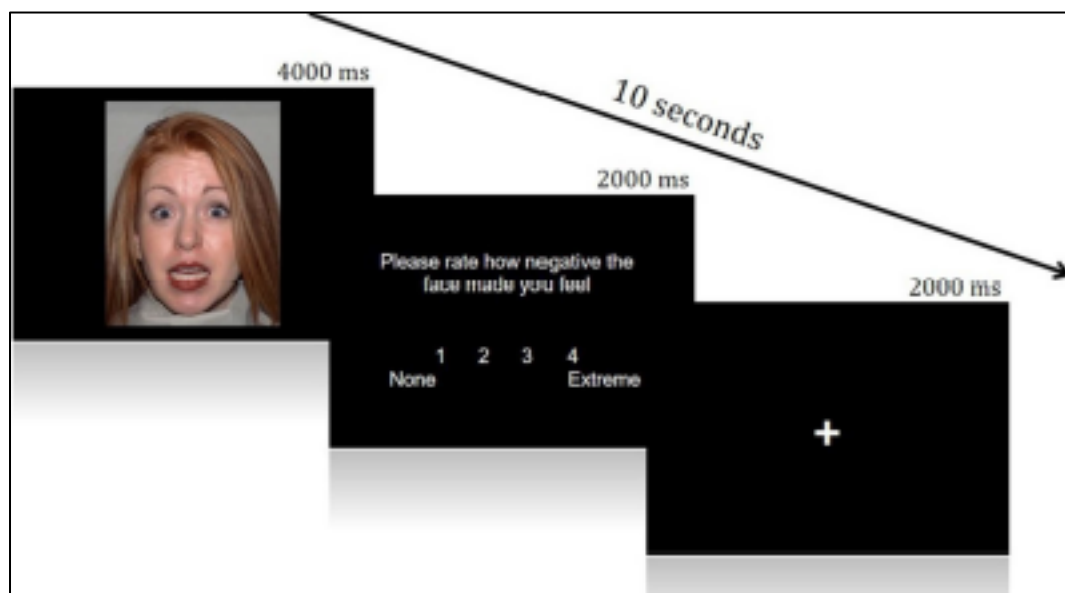 4000 ms
10 seconds
2000 ms
Please rate how negative the
face made you feel
1 2 3 4
None Extreme
2000 ms
+